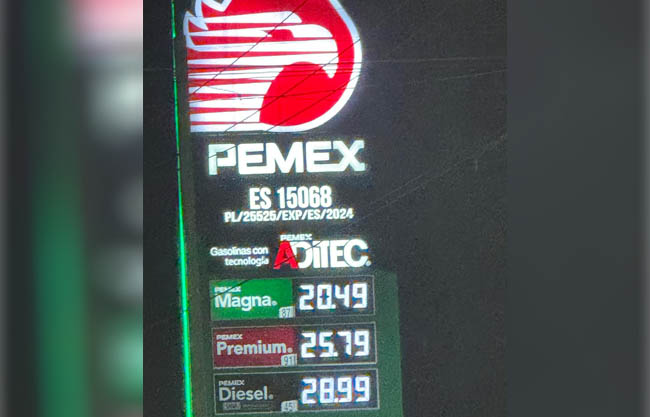 PEMEX
ES 15068
PL/25525/EXP/ES/2024
Gasolinas con tecnología PEMEX ADITEC®
PEMEX Magna® 87 20.49
PEMEX Premium® 91 25.79
PEMEX Diesel® 45 28.99